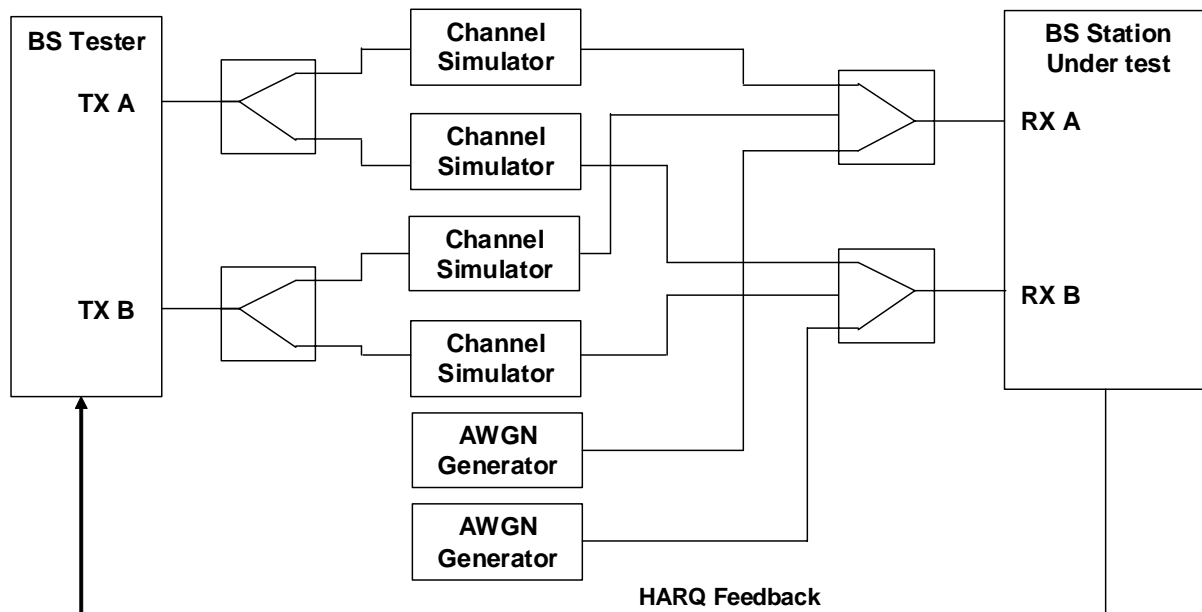 BS Tester
TX A
TX B
Channel
Simulator
Channel
Simulator
Channel
Simulator
Channel
Simulator
AWGN
Generator
AWGN
Generator
BS Station
Under test
RX A
RX B
HARQ Feedback